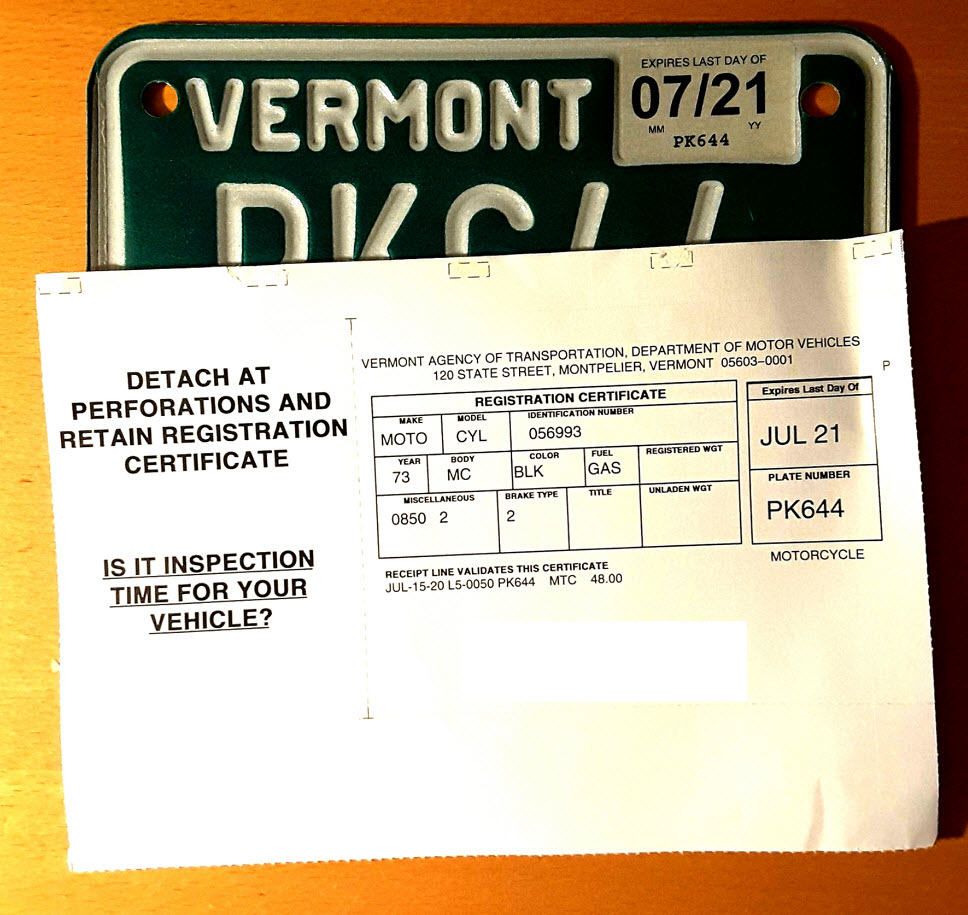 VERMONT
EXPIRES LAST DAY OF
07/21
MM YY
PK644
PK644
DETACH AT
PERFORATIONS AND
RETAIN REGISTRATION
CERTIFICATE
IS IT INSPECTION
TIME FOR YOUR
VEHICLE?
VERMONT AGENCY OF TRANSPORTATION, DEPARTMENT OF MOTOR VEHICLES
120 STATE STREET, MONTPELIER, VERMONT 05603-0001
P
REGISTRATION CERTIFICATE
MAKE MODEL IDENTIFICATION NUMBER
MOTO CYL 056993
YEAR BODY COLOR FUEL REGISTERED WGT
73 MC BLK GAS
MISCELLANEOUS BRAKE TYPE TITLE UNLADEN WGT
0850 2 2
Expires Last Day Of
JUL 21
PLATE NUMBER
PK644
MOTORCYCLE
RECEIPT LINE VALIDATES THIS CERTIFICATE
JUL-15-20 L5-0050 PK644 MTC 48.00